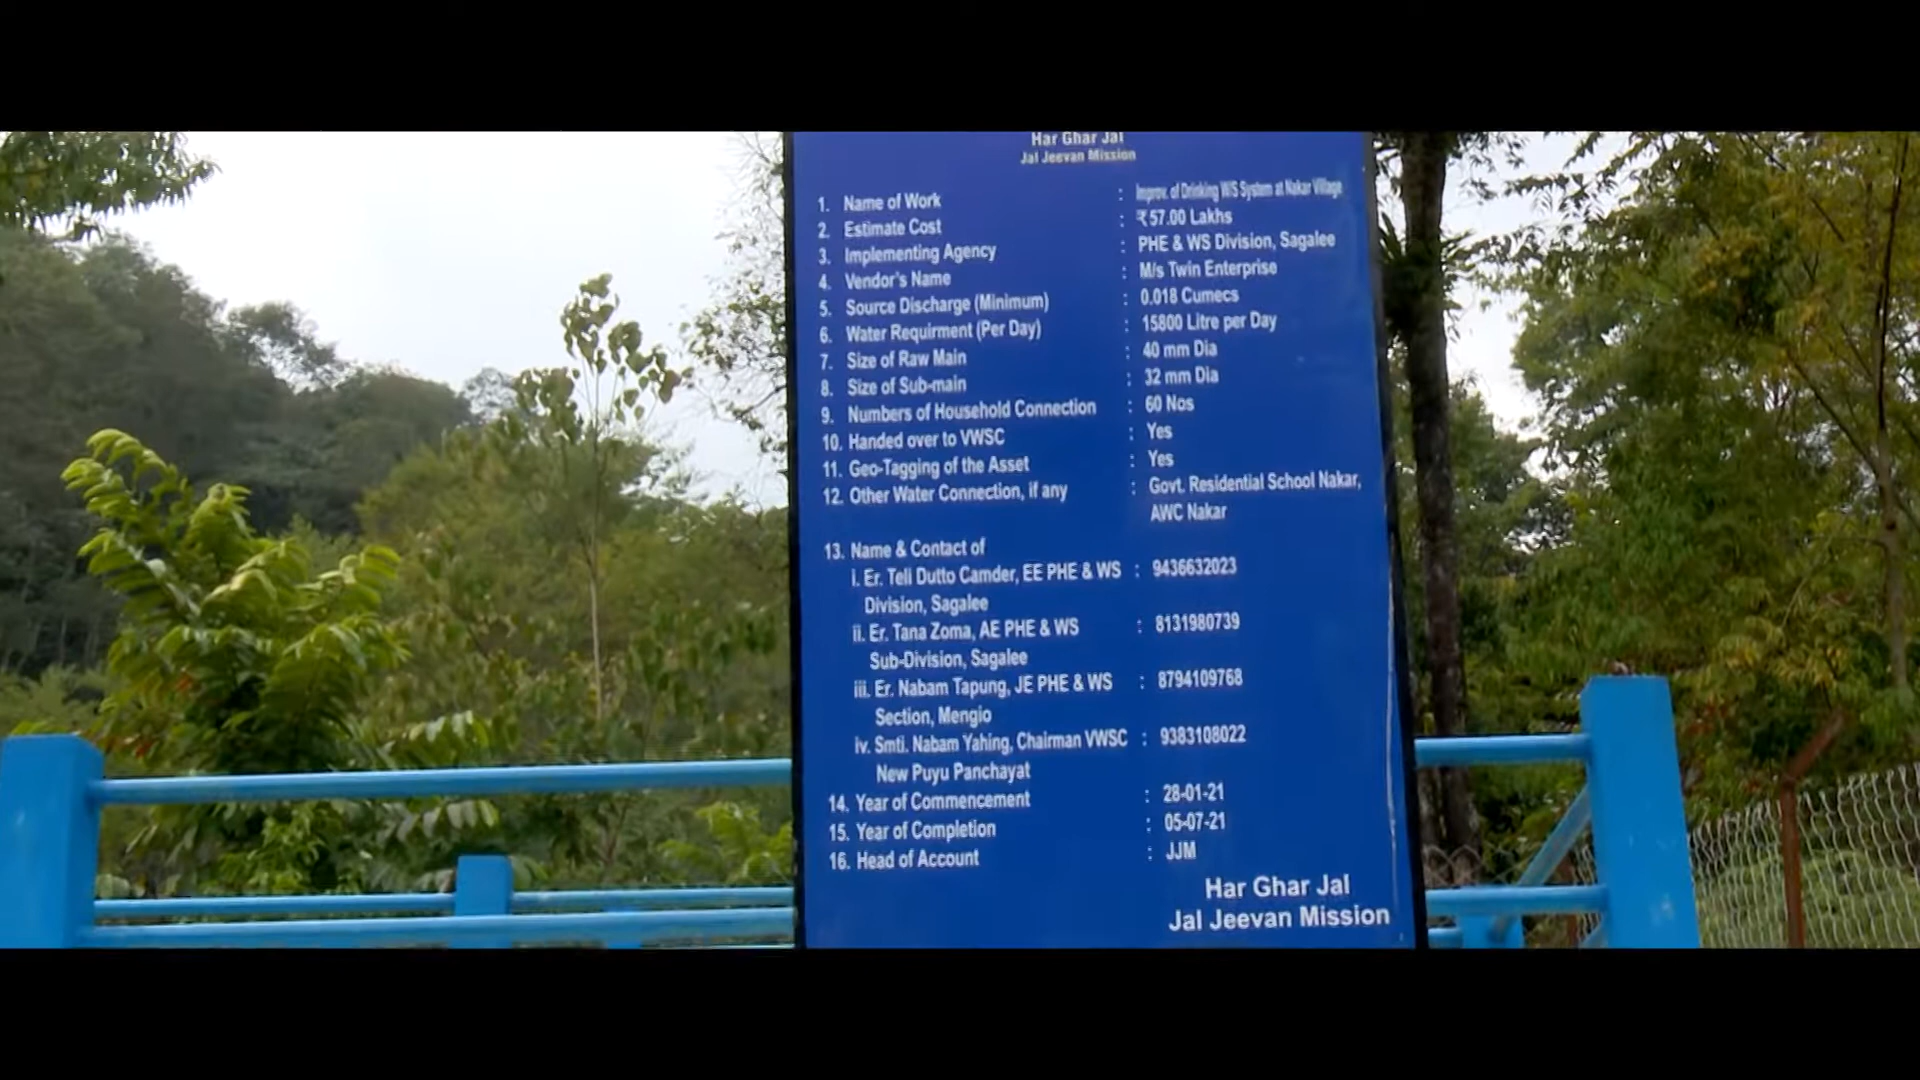 Har Ghar Jal
Jal Jeevan Mission
1. Name of Work : Improv. of Drinking W/S System at Nakar Village
2. Estimate Cost : ₹57.00 Lakhs
3. Implementing Agency : PHE & WS Division, Sagalee
4. Vendor's Name : M/s Twin Enterprise
5. Source Discharge (Minimum) : 0.018 Cumecs
6. Water Requirment (Per Day) : 15800 Litre per Day
7. Size of Raw Main : 40 mm Dia
8. Size of Sub-main : 32 mm Dia
9. Numbers of Household Connection : 60 Nos
10. Handed over to VWSC : Yes
11. Geo-Tagging of the Asset : Yes
12. Other Water Connection, if any : Govt. Residential School Nakar,
AWC Nakar
13. Name & Contact of
i. Er. Teli Dutto Camder, EE PHE & WS : 9436632023
Division, Sagalee
ii. Er. Tana Zoma, AE PHE & WS : 8131980739
Sub-Division, Sagalee
iii. Er. Nabam Tapung, JE PHE & WS : 8794109768
Section, Mengio
iv. Smti. Nabam Yahing, Chairman VWSC : 9383108022
New Puyu Panchayat
14. Year of Commencement : 28-01-21
15. Year of Completion : 05-07-21
16. Head of Account : JJM
Har Ghar Jal
Jal Jeevan Mission